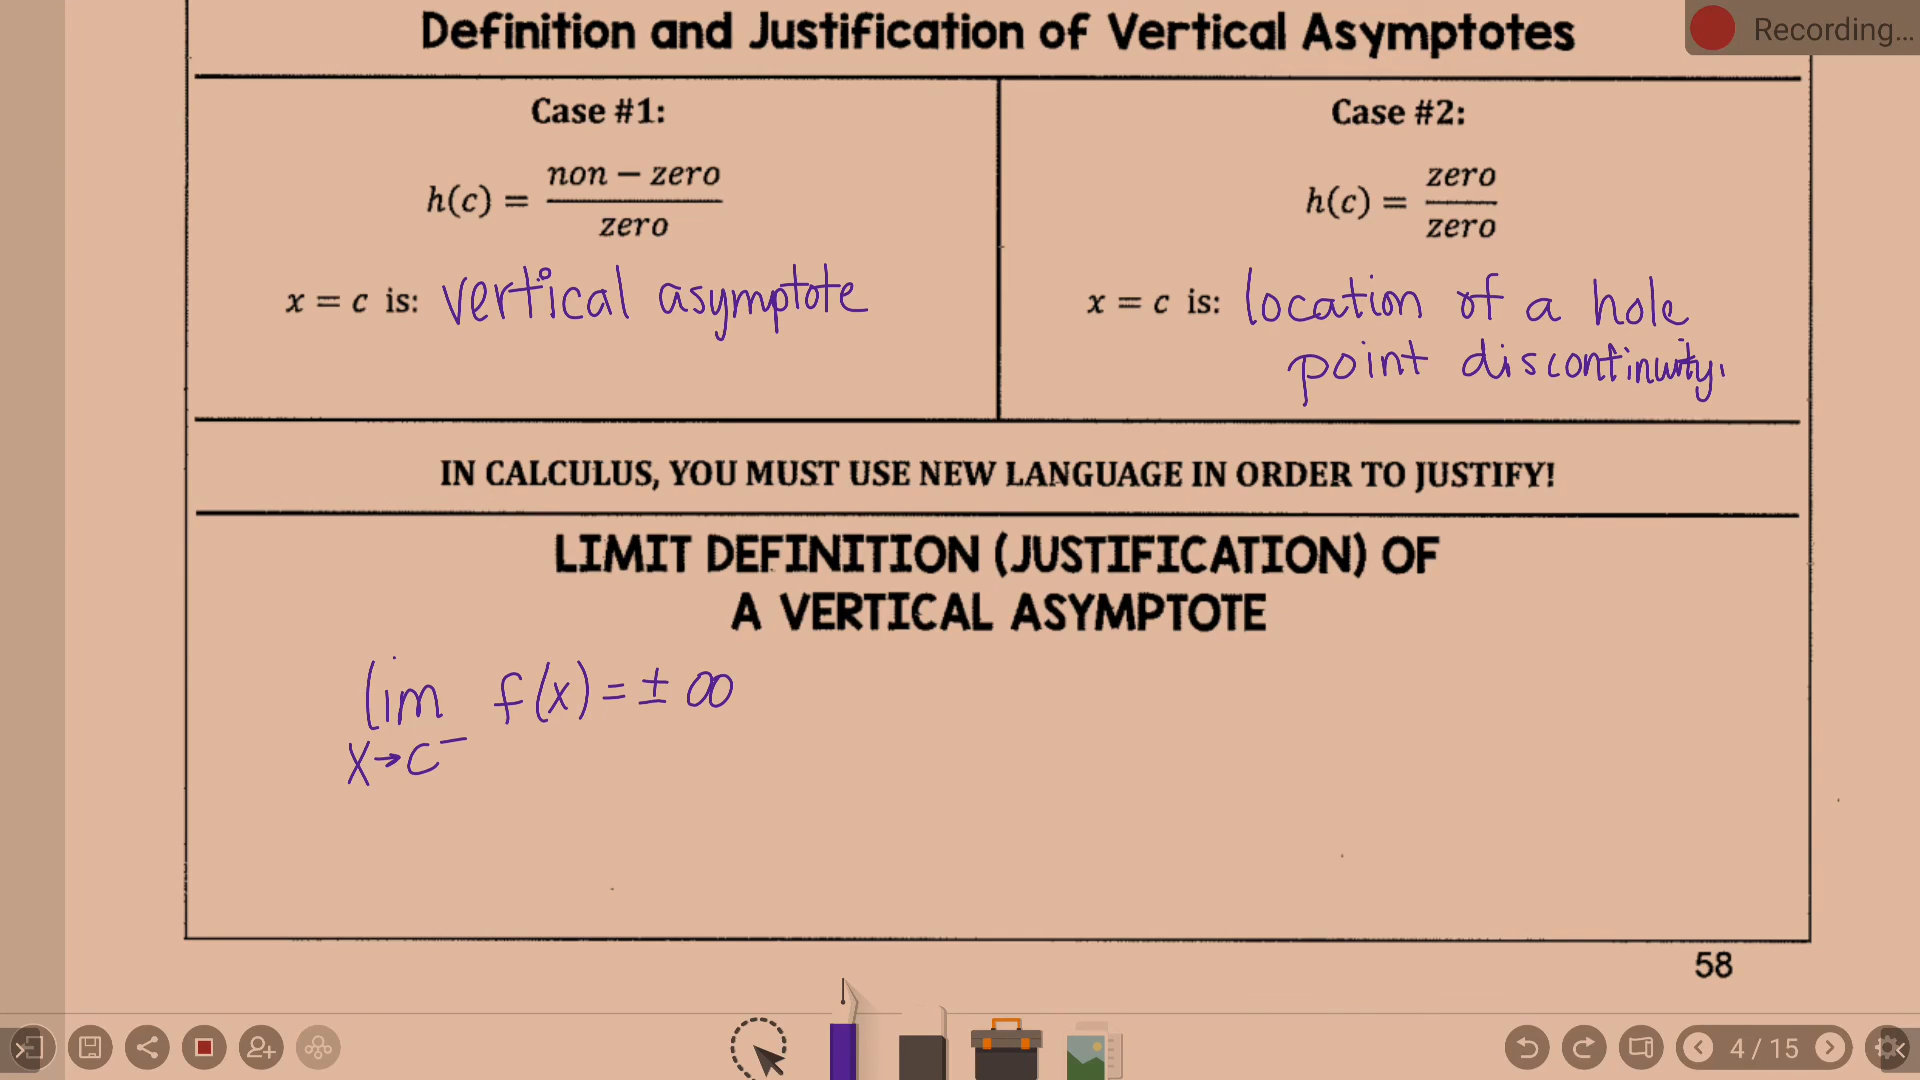 Definition and Justification of Vertical Asymptotes
Recording...
Case #1:
h(c) = non − zero / zero
x = c is: vertical asymptote
Case #2:
h(c) = zero / zero
x = c is: location of a hole
point discontinuity.
IN CALCULUS, YOU MUST USE NEW LANGUAGE IN ORDER TO JUSTIFY!
LIMIT DEFINITION (JUSTIFICATION) OF
A VERTICAL ASYMPTOTE
lim f(x) = ± ∞
x→c⁻
58
4 / 15